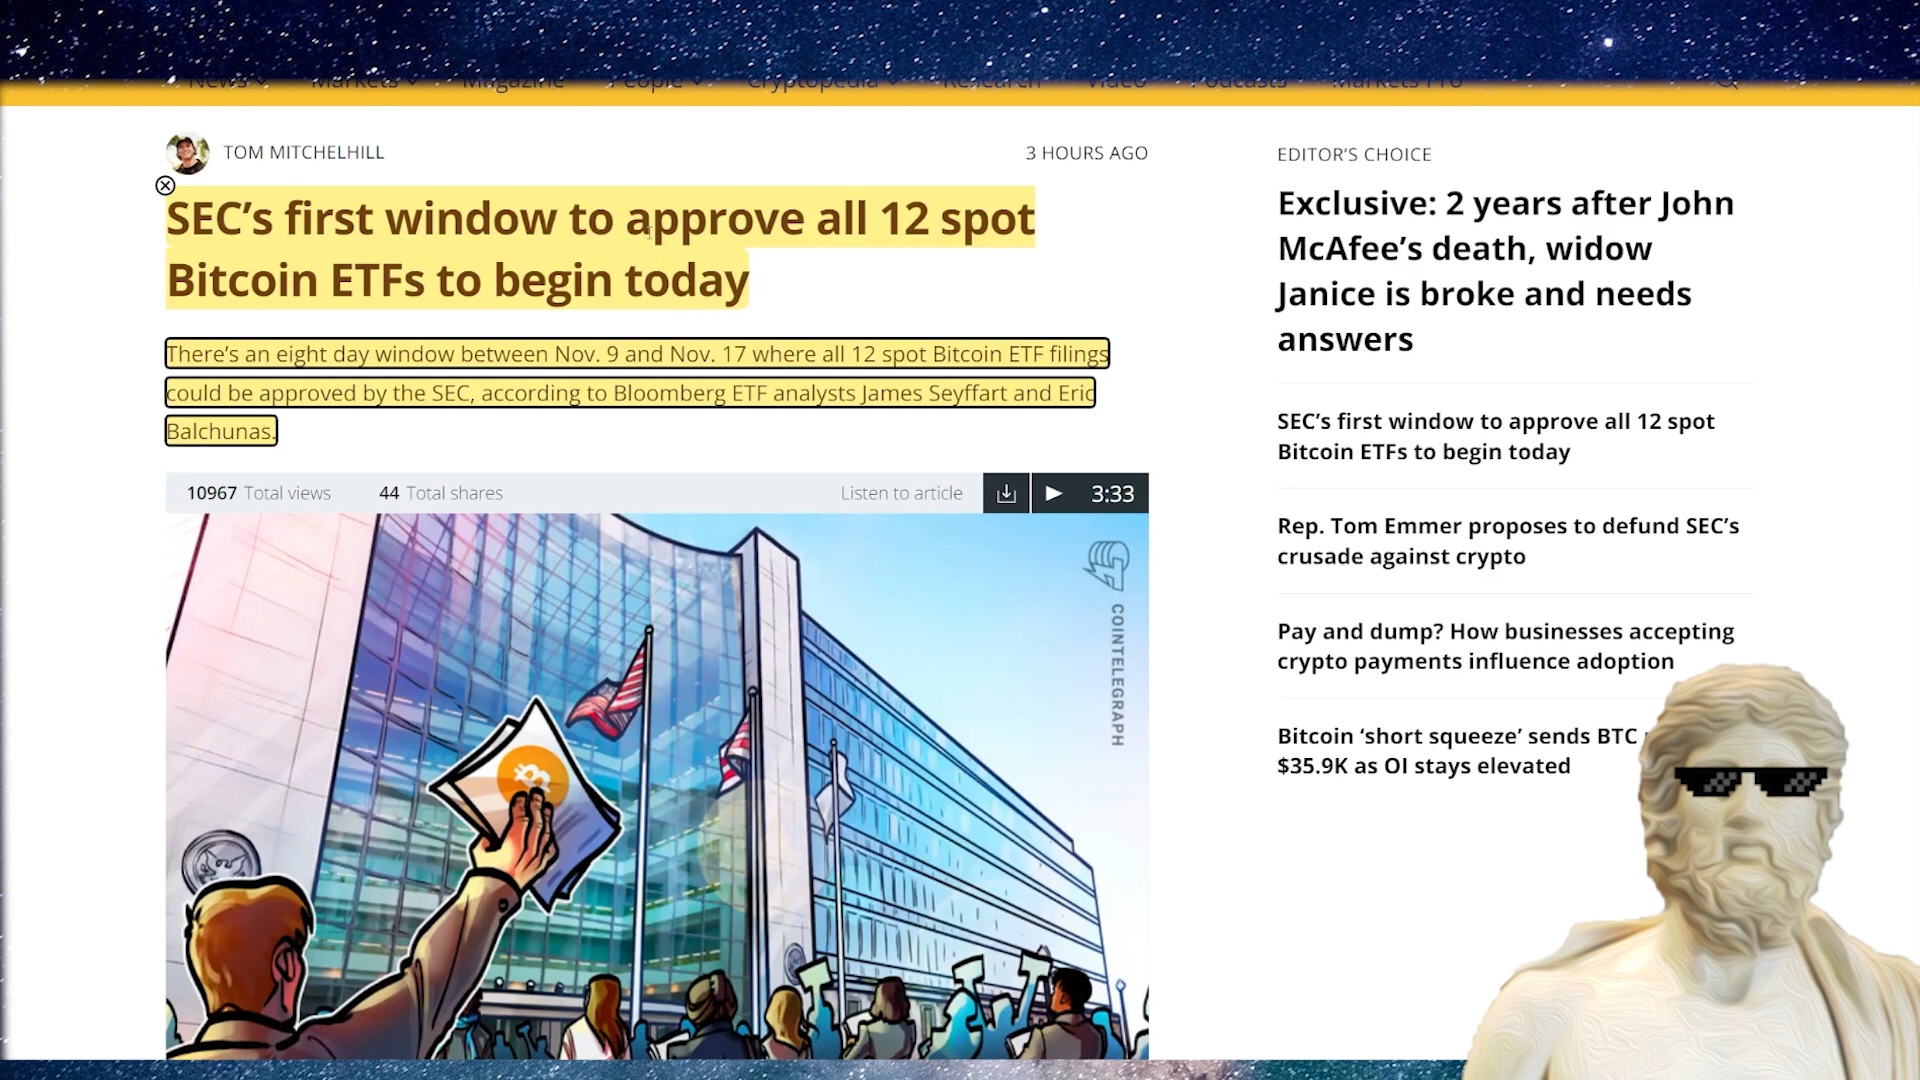 News Markets Magazine People Cryptopedia Research Video Podcasts Markets Pro
TOM MITCHELHILL
3 HOURS AGO
SEC’s first window to approve all 12 spot
Bitcoin ETFs to begin today
There’s an eight day window between Nov. 9 and Nov. 17 where all 12 spot Bitcoin ETF filings
could be approved by the SEC, according to Bloomberg ETF analysts James Seyffart and Eric
Balchunas.
10967 Total views 44 Total shares Listen to article 3:33
COINTELEGRAPH
EDITOR’S CHOICE
Exclusive: 2 years after John
McAfee’s death, widow
Janice is broke and needs
answers
SEC’s first window to approve all 12 spot
Bitcoin ETFs to begin today
Rep. Tom Emmer proposes to defund SEC’s
crusade against crypto
Pay and dump? How businesses accepting
crypto payments influence adoption
Bitcoin ‘short squeeze’ sends BTC
$35.9K as OI stays elevated